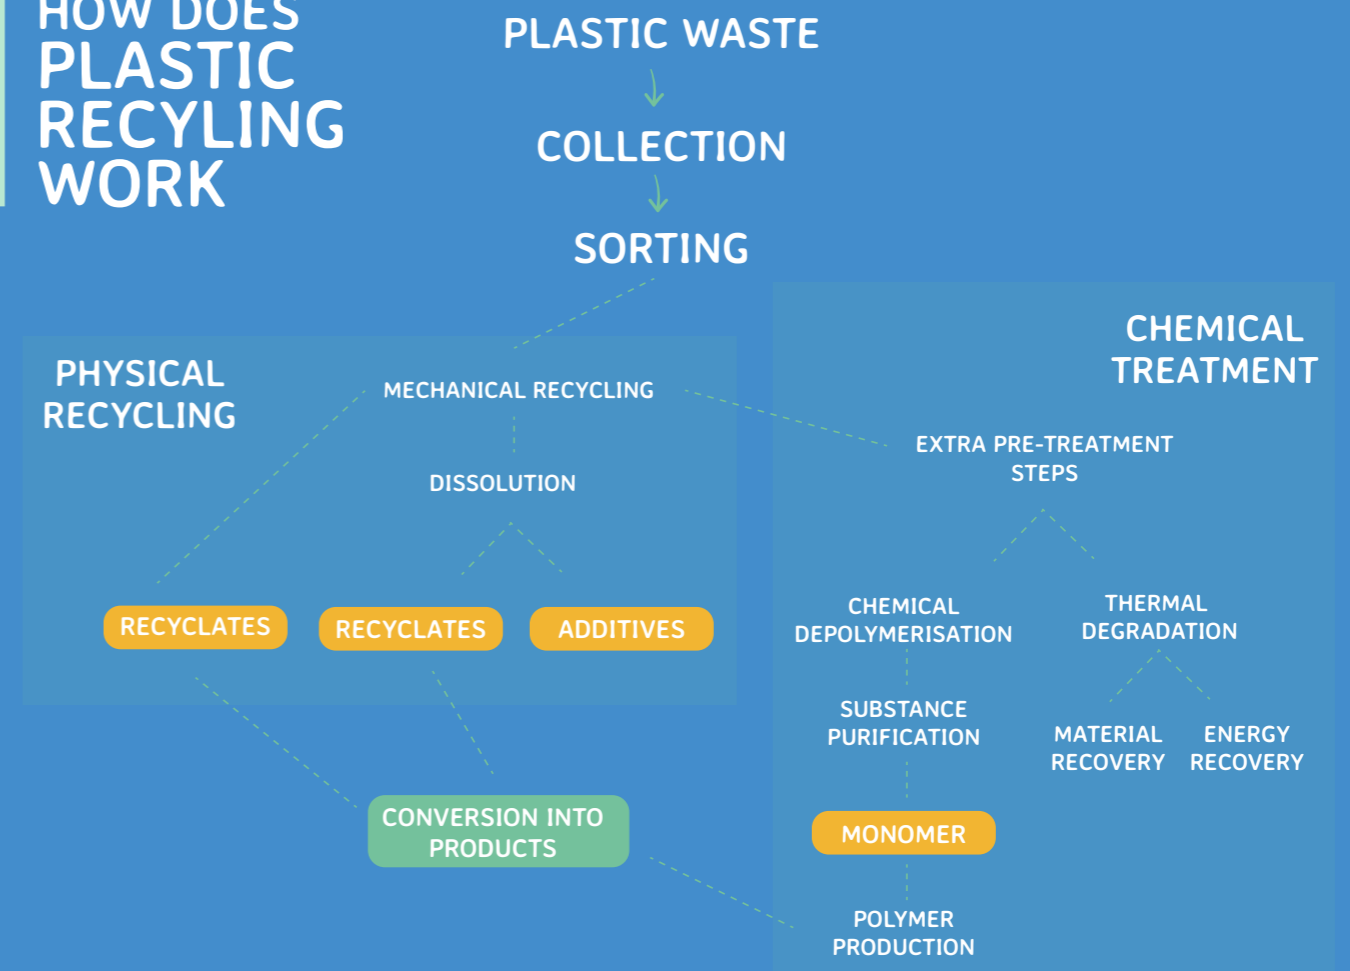 HOW DOES
PLASTIC
RECYLING
WORK
PLASTIC WASTE
COLLECTION
SORTING
PHYSICAL
RECYCLING
MECHANICAL RECYCLING
DISSOLUTION
RECYCLATES
RECYCLATES
ADDITIVES
CONVERSION INTO
PRODUCTS
CHEMICAL
TREATMENT
EXTRA PRE-TREATMENT
STEPS
CHEMICAL
DEPOLYMERISATION
THERMAL
DEGRADATION
SUBSTANCE
PURIFICATION
MATERIAL
RECOVERY
ENERGY
RECOVERY
MONOMER
POLYMER
PRODUCTION